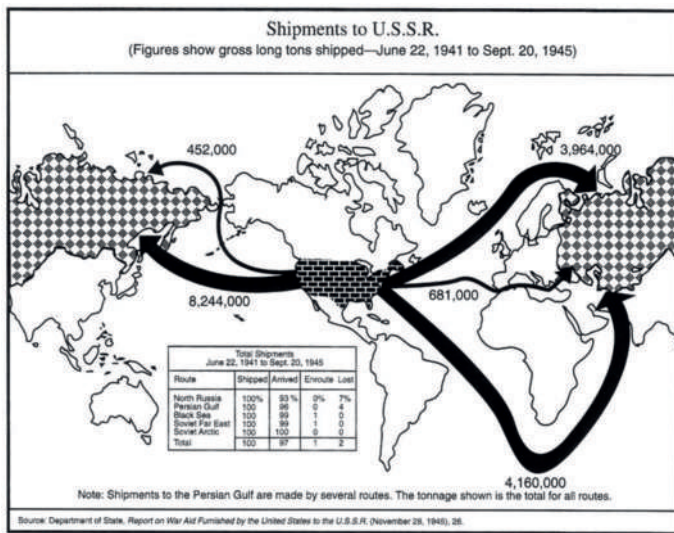 Shipments to U.S.S.R.
(Figures show gross long tons shipped—June 22, 1941 to Sept. 20, 1945)
452,000
3,964,000
8,244,000
681,000
Total Shipments
June 22, 1941 to Sept. 20, 1945
Route Shipped Arrived Enroute Lost
North Russia 100% 93% 0% 7%
Persian Gulf 100 96 0 4
Black Sea 100 99 1 0
Soviet Far East 100 99 1 0
Soviet Arctic 100 100 0 0
Total 100 97 1 2
4,160,000
Note: Shipments to the Persian Gulf are made by several routes. The tonnage shown is the total for all routes.
Source: Department of State, Report on War Aid Furnished by the United States to the U.S.S.R. (November 28, 1945), 26.